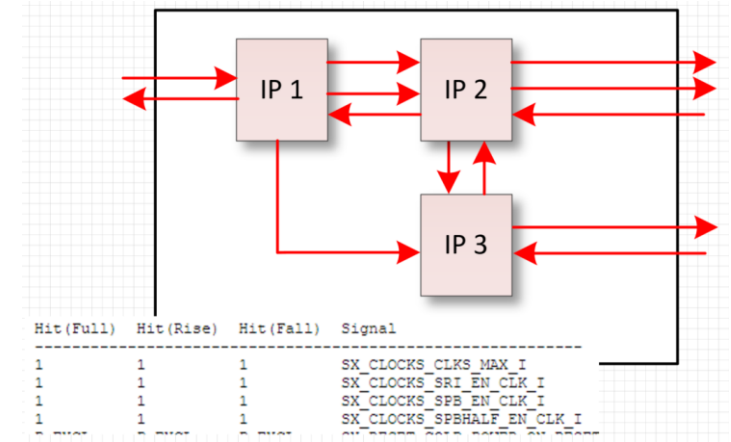 IP 1
IP 2
IP 3
Hit(Full) Hit(Rise) Hit(Fall) Signal
--------------------------------------------------------------
1 1 1 SX_CLOCKS_CLKS_MAX_I
1 1 1 SX_CLOCKS_SRI_EN_CLK_I
1 1 1 SX_CLOCKS_SPB_EN_CLK_I
1 1 1 SX_CLOCKS_SPBHALF_EN_CLK_I